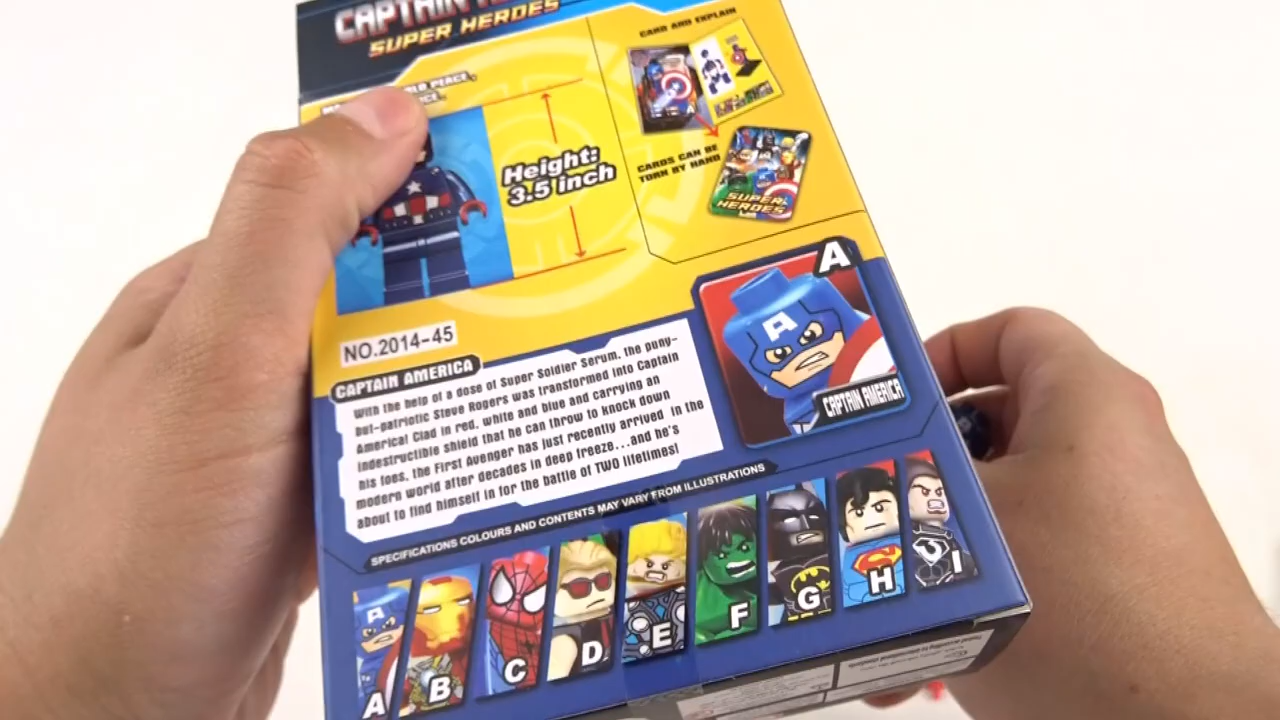 CAPTAIN
SUPER HEROES
PEACE,
Height:
3.5 inch
CARD AND EXPLAIN
CARDS CAN BE
TORN BY HAND
SUPER
HEROES
NO.2014-45
A
CAPTAIN AMERICA
CAPTAIN AMERICA
With the help of a dose of Super Soldier Serum, the puny-
but-patriotic Steve Rogers was transformed into Captain
America! Clad in red, white and blue and carrying an
indestructible shield that he can throw to knock down
his foes, the First Avenger has just recently arrived in the
modern world after decades in deep freeze...and he's
about to find himself in for the battle of TWO lifetimes!
SPECIFICATIONS COLOURS AND CONTENTS MAY VARY FROM ILLUSTRATIONS
A B C D E F G H I